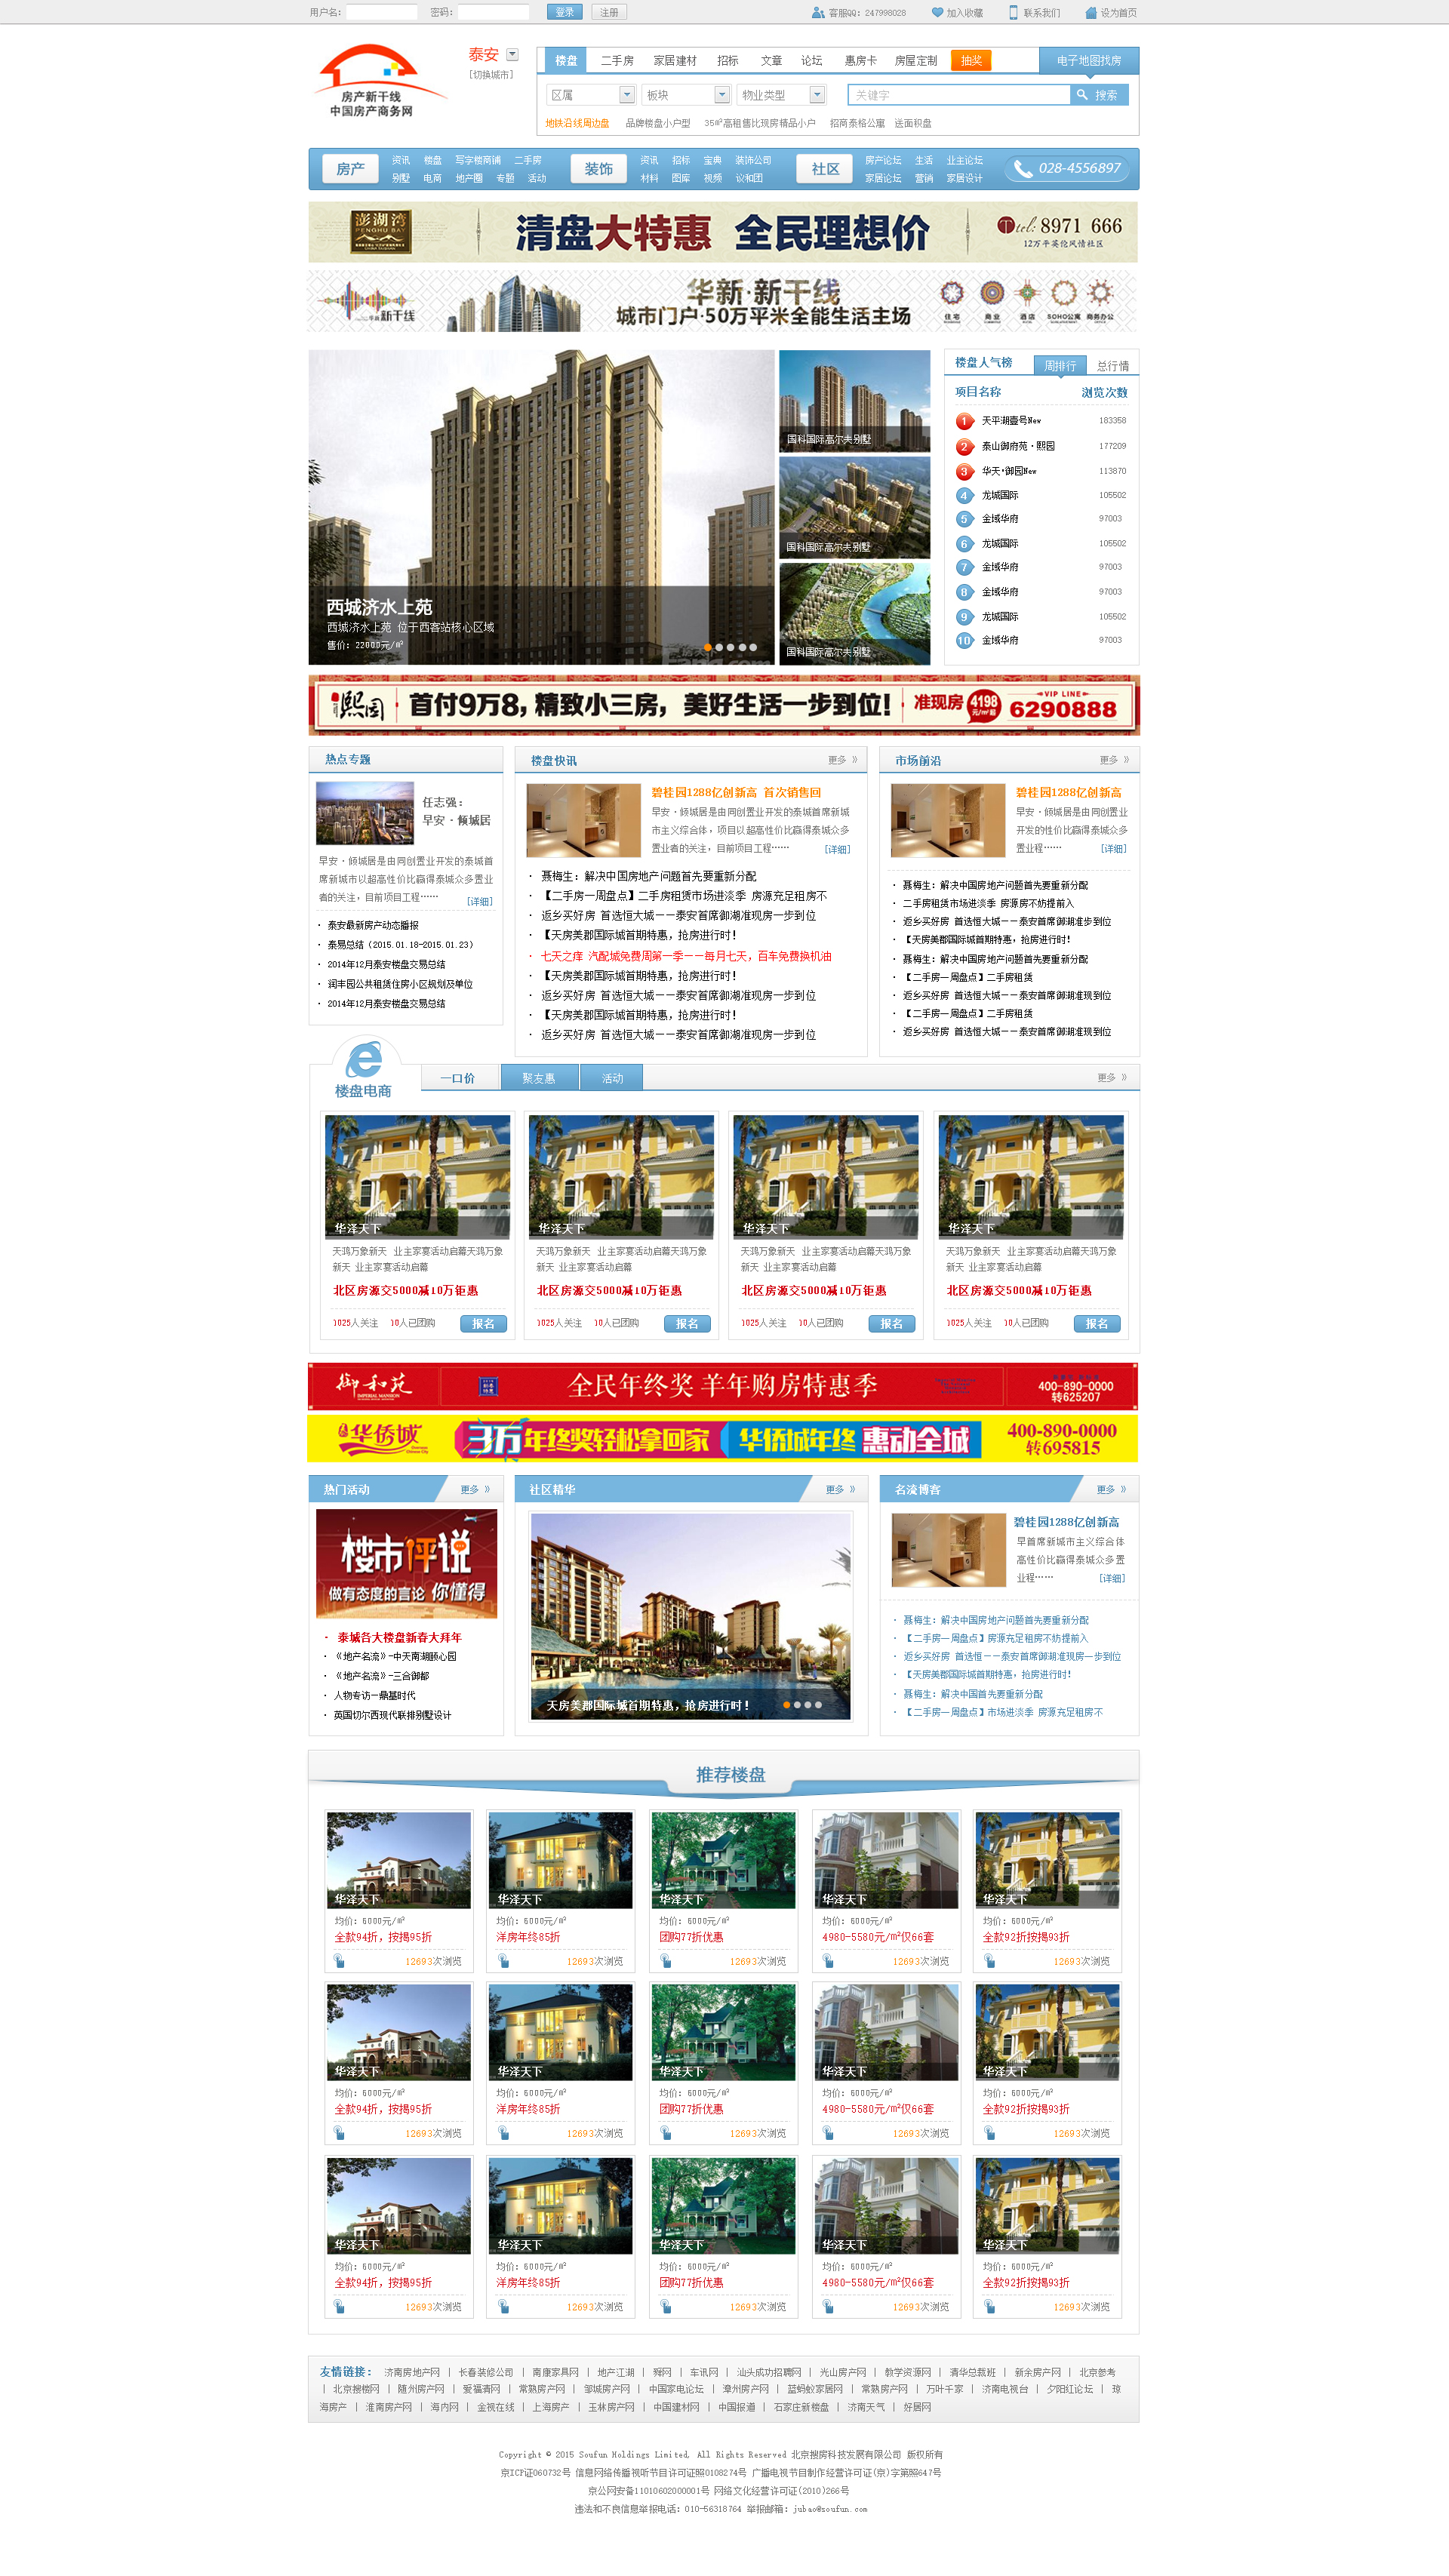 用户名: 密码: 登录 注册 客服QQ: 247998028 加入收藏 联系我们 设为首页
房产新干线
中国房产商务网
泰安
[切换城市]
楼盘 二手房 家居建材 招标 文章 论坛 惠房卡 房屋定制 抽奖 电子地图找房
区属 板块 物业类型 关键字 搜索
地铁沿线周边盘 品牌楼盘小户型 35㎡高租售比现房精品小户 招商泰格公寓 送面积盘
房产 资讯 楼盘 写字楼商铺 二手房
别墅 电商 地产圈 专题 活动
装饰 资讯 招标 宝典 装饰公司
材料 图库 视频 议和团
社区 房产论坛 生活 业主论坛
家居论坛 营销 家居设计
028-4556897
澎湖湾 PENGHU BAY 清盘大特惠 全民理想价 tel: 8971 666
12万平英伦风情社区
新干线 华新·新干线
城市门户·50万平米全能生活主场
住宅 商业 酒店 SOHO公寓 商务办公
国科国际高尔夫别墅
国科国际高尔夫别墅
国科国际高尔夫别墅
西城济水上苑
西城济水上苑 位于西客站核心区域
售价: 22000元/㎡
楼盘人气榜 周排行 总行情
项目名称 浏览次数
1 天平湖壹号New 183358
2 泰山御府苑·熙园 177209
3 华天·御园New 113870
4 龙城国际 105502
5 金域华府 97003
6 龙城国际 105502
7 金域华府 97003
8 金域华府 97003
9 龙城国际 105502
10 金域华府 97003
熙园 首付9万8, 精致小三房, 美好生活一步到位! 准现房 4198 元/㎡起 VIP LINE 6290888
热点专题
任志强:
早安·倾城居
早安·倾城居是由同创置业开发的泰城首
席新城市以超高性价比赢得泰城众多置业
者的关注, 目前项目工程…… [详细]
· 泰安最新房产动态播报
· 泰易总结 (2015.01.18-2015.01.23)
· 2014年12月泰安楼盘交易总结
· 润丰园公共租赁住房小区规划及单位
· 2014年12月泰安楼盘交易总结
楼盘快讯 更多 》
碧桂园1288亿创新高 首次销售回
早安·倾城居是由同创置业开发的泰城首席新城
市主义综合体, 项目以超高性价比赢得泰城众多
置业者的关注, 目前项目工程…… [详细]
· 聂梅生: 解决中国房地产问题首先要重新分配
· 【二手房一周盘点】二手房租赁市场进淡季 房源充足租房不
· 返乡买好房 首选恒大城——泰安首席御湖准现房一步到位
· 【天房美郡国际城首期特惠, 抢房进行时!
· 七天之痒 汽配城免费周第一季——每月七天, 百车免费换机油
· 【天房美郡国际城首期特惠, 抢房进行时!
· 返乡买好房 首选恒大城——泰安首席御湖准现房一步到位
· 【天房美郡国际城首期特惠, 抢房进行时!
· 返乡买好房 首选恒大城——泰安首席御湖准现房一步到位
市场前沿 更多 》
碧桂园1288亿创新高
早安·倾城居是由同创置业
开发的性价比赢得泰城众多
置业程…… [详细]
· 聂梅生: 解决中国房地产问题首先要重新分配
· 二手房租赁市场进淡季 房源房不妨提前入
· 返乡买好房 首选恒大城——泰安首席御湖准步到位
· 【天房美郡国际城首期特惠, 抢房进行时!
· 聂梅生: 解决中国房地产问题首先要重新分配
· 【二手房一周盘点】二手房租赁
· 返乡买好房 首选恒大城——泰安首席御湖准现到位
· 【二手房一周盘点】二手房租赁
· 返乡买好房 首选恒大城——泰安首席御湖准现到位
楼盘电商 一口价 聚友惠 活动 更多 》
华泽天下 华泽天下 华泽天下 华泽天下
天鸿万象新天 业主家宴活动启幕天鸿万象 天鸿万象新天 业主家宴活动启幕天鸿万象 天鸿万象新天 业主家宴活动启幕天鸿万象 天鸿万象新天 业主家宴活动启幕天鸿万象
新天 业主家宴活动启幕 新天 业主家宴活动启幕 新天 业主家宴活动启幕 新天 业主家宴活动启幕
北区房源交5000减10万钜惠 北区房源交5000减10万钜惠 北区房源交5000减10万钜惠 北区房源交5000减10万钜惠
1025人关注 10人已团购 报名 1025人关注 10人已团购 报名 1025人关注 10人已团购 报名 1025人关注 10人已团购 报名
御和苑 IMPERIAL MANSION 全民年终奖 羊年购房特惠季 400-890-0000
转625207
华侨城 3万年终奖轻松拿回家 华侨城年终惠动全城 400-890-0000
转695815
热门活动 更多 》
楼市评说
做有态度的言论 你懂得
· 泰城各大楼盘新春大拜年
· 《地产名流》-中天南湖颐心园
· 《地产名流》-三合御都
· 人物专访—鼎基时代
· 英国切尔西现代联排别墅设计
社区精华 更多 》
天房美郡国际城首期特惠, 抢房进行时!
名流博客 更多 》
碧桂园1288亿创新高
早首席新城市主义综合体
高性价比赢得泰城众多置
业程…… [详细]
· 聂梅生: 解决中国房地产问题首先要重新分配
· 【二手房一周盘点】房源充足租房不妨提前入
· 返乡买好房 首选恒——泰安首席御湖准现房一步到位
· 【天房美郡国际城首期特惠, 抢房进行时!
· 聂梅生: 解决中国首先要重新分配
· 【二手房一周盘点】市场进淡季 房源充足租房不
推荐楼盘
华泽天下 华泽天下 华泽天下 华泽天下 华泽天下
均价: 6000元/㎡ 均价: 6000元/㎡ 均价: 6000元/㎡ 均价: 6000元/㎡ 均价: 6000元/㎡
全款94折, 按揭95折 洋房年终85折 团购77折优惠 4980-5580元/㎡仅66套 全款92折按揭93折
12693次浏览 12693次浏览 12693次浏览 12693次浏览 12693次浏览
华泽天下 华泽天下 华泽天下 华泽天下 华泽天下
均价: 6000元/㎡ 均价: 6000元/㎡ 均价: 6000元/㎡ 均价: 6000元/㎡ 均价: 6000元/㎡
全款94折, 按揭95折 洋房年终85折 团购77折优惠 4980-5580元/㎡仅66套 全款92折按揭93折
12693次浏览 12693次浏览 12693次浏览 12693次浏览 12693次浏览
华泽天下 华泽天下 华泽天下 华泽天下 华泽天下
均价: 6000元/㎡ 均价: 6000元/㎡ 均价: 6000元/㎡ 均价: 6000元/㎡ 均价: 6000元/㎡
全款94折, 按揭95折 洋房年终85折 团购77折优惠 4980-5580元/㎡仅66套 全款92折按揭93折
12693次浏览 12693次浏览 12693次浏览 12693次浏览 12693次浏览
友情链接: 济南房地产网 | 长春装修公司 | 南康家具网 | 地产江湖 | 舜网 | 车讯网 | 汕头成功招聘网 | 光山房产网 | 教学资源网 | 清华总裁班 | 新余房产网 | 北京参考
| 北京搜楼网 | 随州房产网 | 爱福清网 | 常熟房产网 | 邹城房产网 | 中国家电论坛 | 漳州房产网 | 蓝蚂蚁家居网 | 常熟房产网 | 万叶千家 | 济南电视台 | 夕阳红论坛 | 琼
海房产 | 淮南房产网 | 海内网 | 金视在线 | 上海房产 | 玉林房产网 | 中国建材网 | 中国报道 | 石家庄新楼盘 | 济南天气 | 好居网
Copyright © 2015 Soufun Holdings Limited, All Rights Reserved 北京搜房科技发展有限公司 版权所有
京ICP证060732号 信息网络传播视听节目许可证照0108274号 广播电视节目制作经营许可证(京)字第照647号
京公网安备11010602000001号 网络文化经营许可证(2010)266号
违法和不良信息举报电话: 010-56318764 举报邮箱: jubao@soufun.com